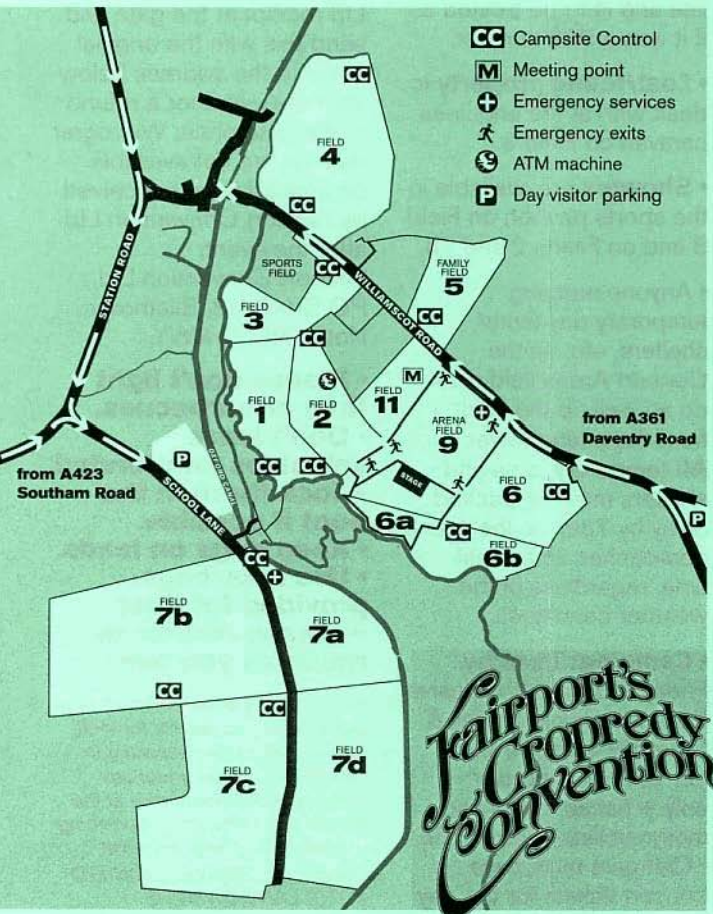 CC Campsite Control
M Meeting point
Emergency services
Emergency exits
ATM machine
P Day visitor parking
CC
FIELD
4
CC
SPORTS
FIELD
CC
FAMILY
FIELD
5
CC
STATION ROAD
WILLIAMSCOT ROAD
FIELD
3
CC
M
FIELD
1
FIELD
2
FIELD
11
ARENA
FIELD
9
from A361
Daventry Road
P
from A423
Southam Road
P
OXFORD CANAL
CC
CC
STAGE
FIELD
6
CC
SCHOOL LANE
6a
CC
FIELD
6b
CC
FIELD
7b
FIELD
7a
CC
CC
FIELD
7c
FIELD
7d
Fairport's
Cropredy
Convention